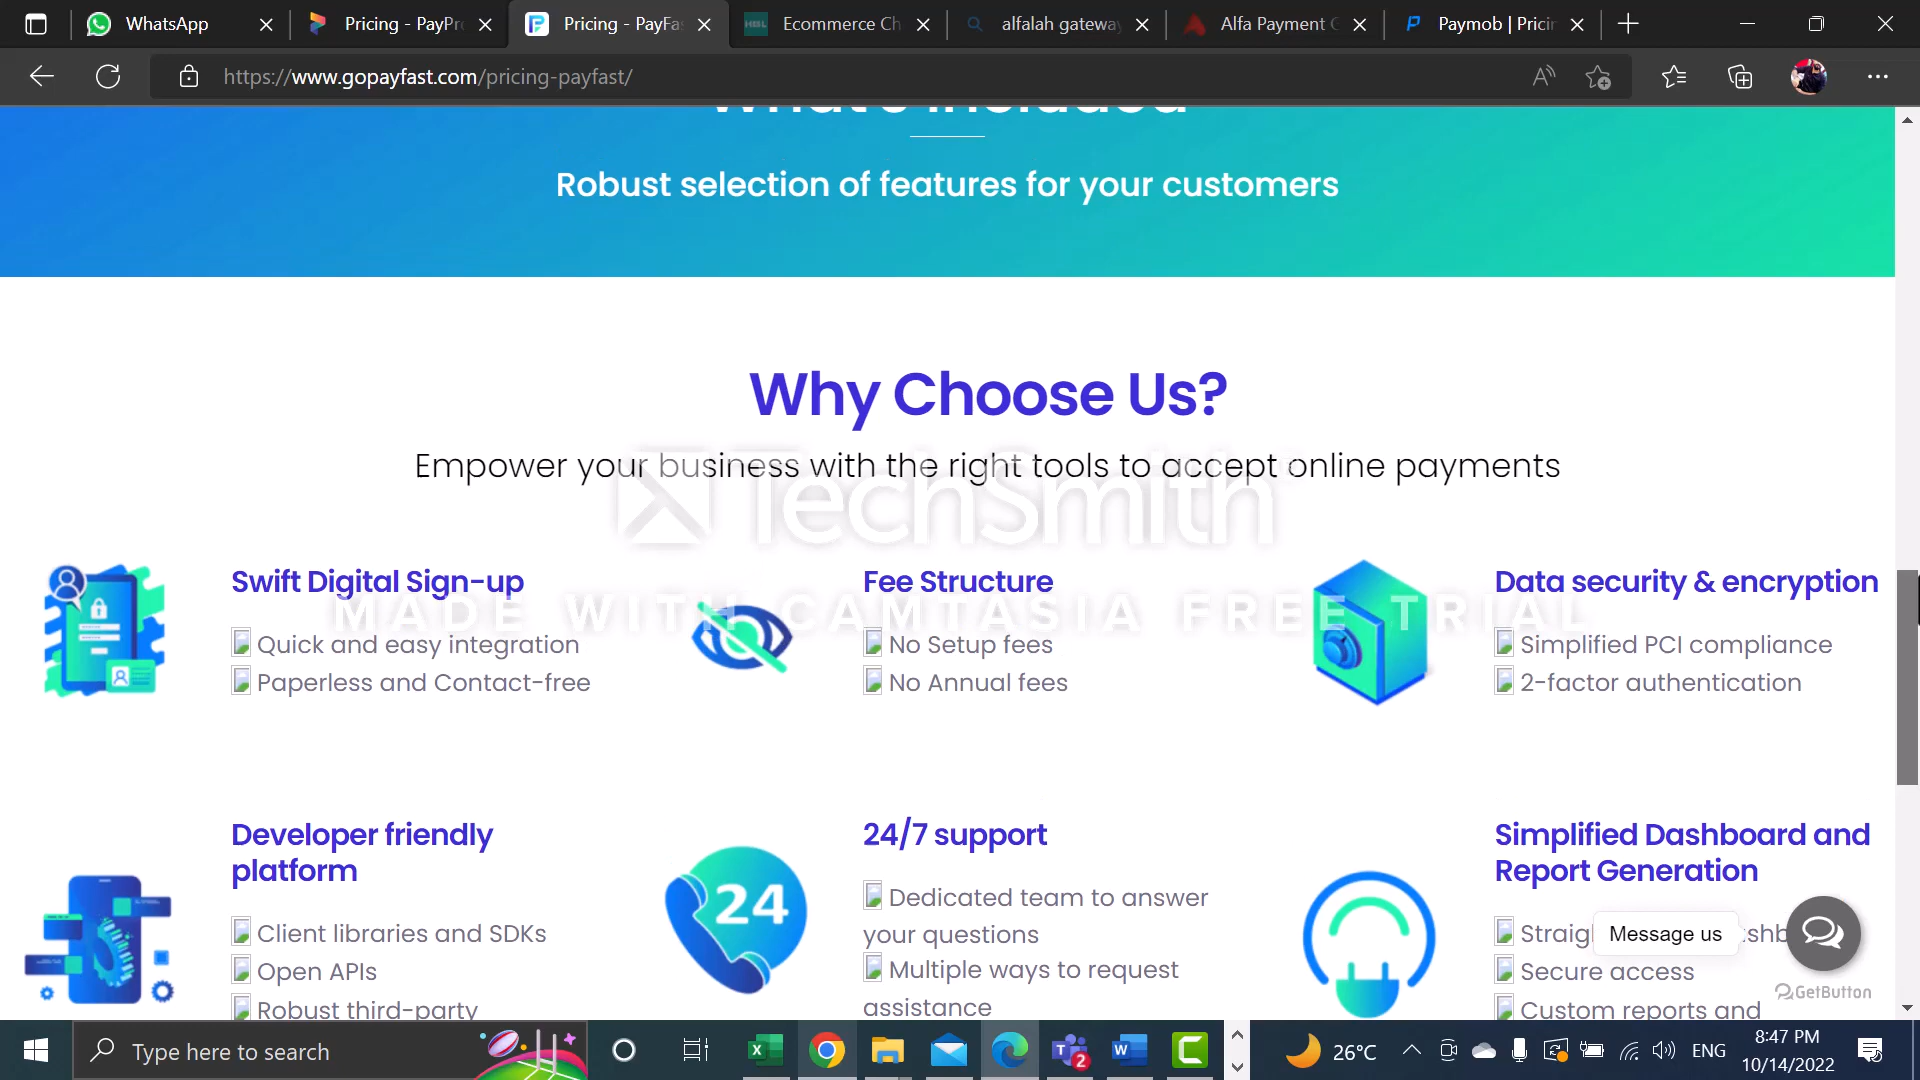 WhatsApp
Pricing - PayPr
Pricing - PayFas
Ecommerce Ch
alfalah gateway
Alfa Payment G
Paymob | Pricin
https://www.gopayfast.com/pricing-payfast/
What's Included
Robust selection of features for your customers
Why Choose Us?
Empower your business with the right tools to accept online payments
TechSmith
MADE WITH CAMTASIA FREE TRIAL
Swift Digital Sign-up
Quick and easy integration
Paperless and Contact-free
Fee Structure
No Setup fees
No Annual fees
Data security & encryption
Simplified PCI compliance
2-factor authentication
Developer friendly
platform
Client libraries and SDKs
Open APIs
Robust third-party
24/7 support
24
Dedicated team to answer
your questions
Multiple ways to request
assistance
Simplified Dashboard and
Report Generation
Secure access
Custom reports and
Message us
GetButton
Type here to search
2
26°C
ENG
8:47 PM
10/14/2022